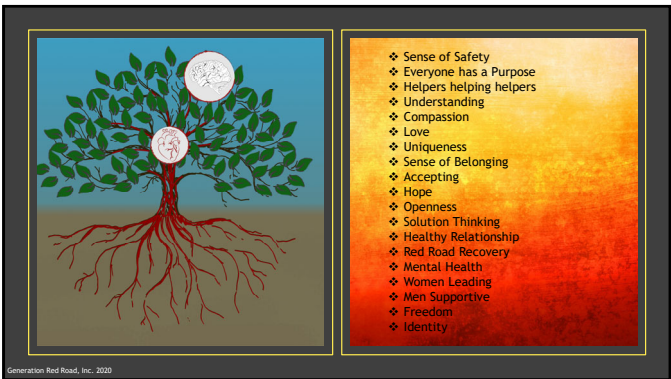 ❖ Sense of Safety
❖ Everyone has a Purpose
❖ Helpers helping helpers
❖ Understanding
❖ Compassion
❖ Love
❖ Uniqueness
❖ Sense of Belonging
❖ Accepting
❖ Hope
❖ Openness
❖ Solution Thinking
❖ Healthy Relationship
❖ Red Road Recovery
❖ Mental Health
❖ Women Leading
❖ Men Supportive
❖ Freedom
❖ Identity
Generation Red Road, Inc. 2020